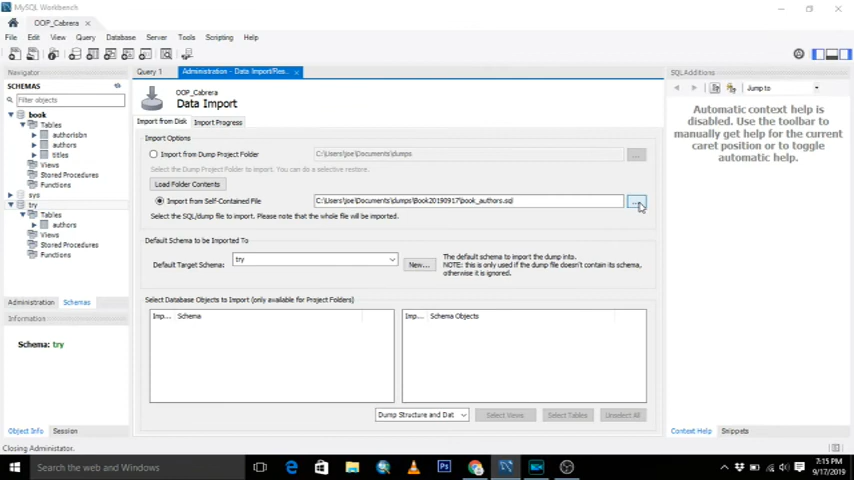 MySQL Workbench
OOP_Cabrera
File Edit View Query Database Server Tools Scripting Help
Navigator
SCHEMAS
Filter objects
book
Tables
authorisbn
authors
titles
Views
Stored Procedures
Functions
sys
try
Tables
authors
Views
Stored Procedures
Functions
Administration Schemas
Information
Schema: try
Object Info Session
Query 1 Administration - Data Import/Res...
OOP_Cabrera
Data Import
Import from Disk Import Progress
Import Options
Import from Dump Project Folder C:\Users\joe\Documents\dumps ...
Select the Dump Project Folder to import. You can do a selective restore.
Load Folder Contents
Import from Self-Contained File C:\Users\joe\Documents\dumps\Book20190917\book_authors.sql ...
Select the SQL/dump file to import. Please note that the whole file will be imported.
Default Schema to be Imported To
Default Target Schema: try New...
The default schema to import the dump into.
NOTE: this is only used if the dump file doesn't contain its schema,
otherwise it is ignored.
Select Database Objects to Import (only available for Project Folders)
Imp... Schema
Imp... Schema Objects
Dump Structure and Dat Select Views Select Tables Unselect All
SQLAdditions
Jump to
Automatic context help is
disabled. Use the toolbar to
manually get help for the current
caret position or to toggle
automatic help.
Context Help Snippets
Closing Administrator.
Search the web and Windows
7:15 PM
9/17/2019